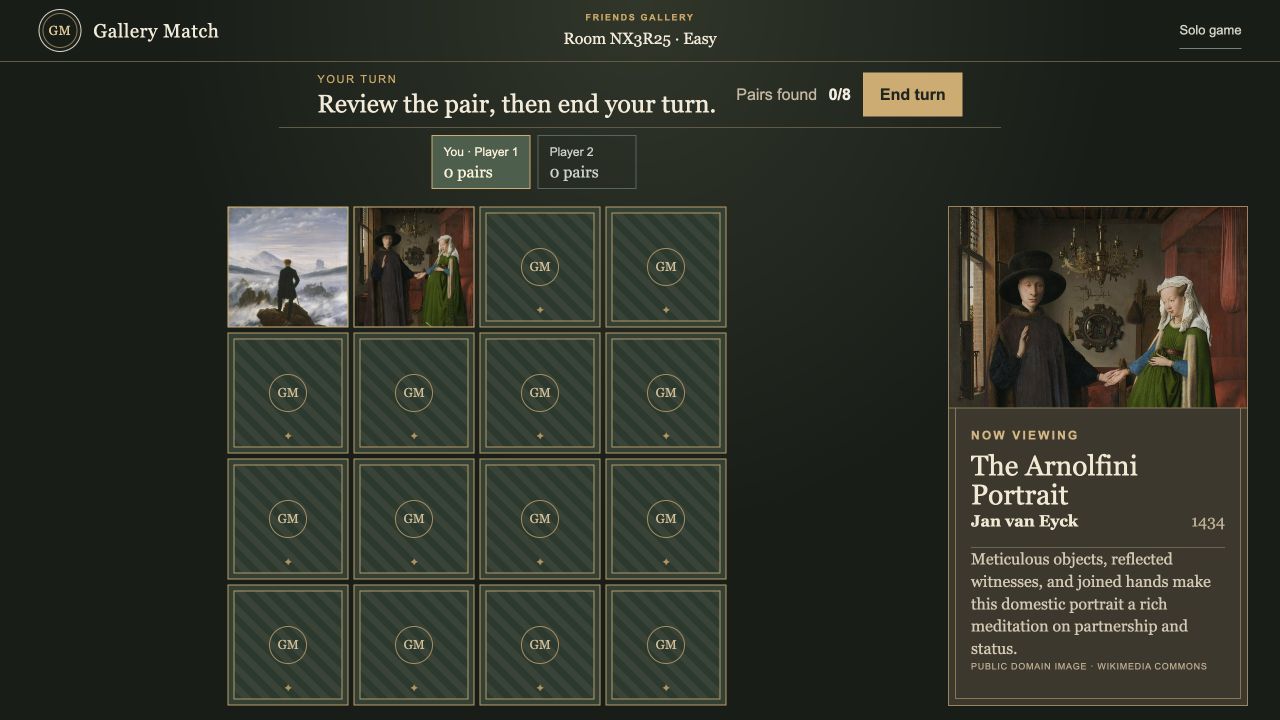 GM
Gallery Match
FRIENDS GALLERY
Room NX3R25 · Easy
Solo game
YOUR TURN
Review the pair, then end your turn.
Pairs found 0/8
End turn
You · Player 1
0 pairs
Player 2
0 pairs
GM
GM
GM
GM
GM
GM
GM
GM
GM
GM
GM
GM
GM
GM
NOW VIEWING
The Arnolfini
Portrait
Jan van Eyck
1434
Meticulous objects, reflected
witnesses, and joined hands make
this domestic portrait a rich
meditation on partnership and
status.
PUBLIC DOMAIN IMAGE · WIKIMEDIA COMMONS